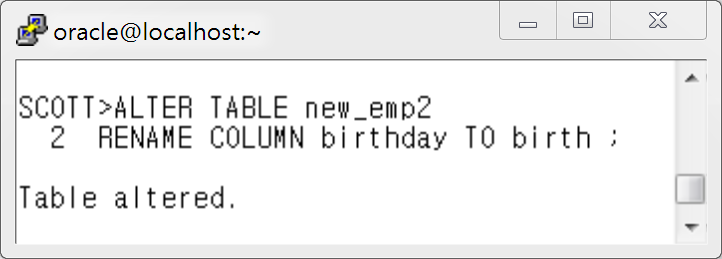 oracle@localhost:~
SCOTT>ALTER TABLE new_emp2
  2  RENAME COLUMN birthday TO birth ;
Table altered.